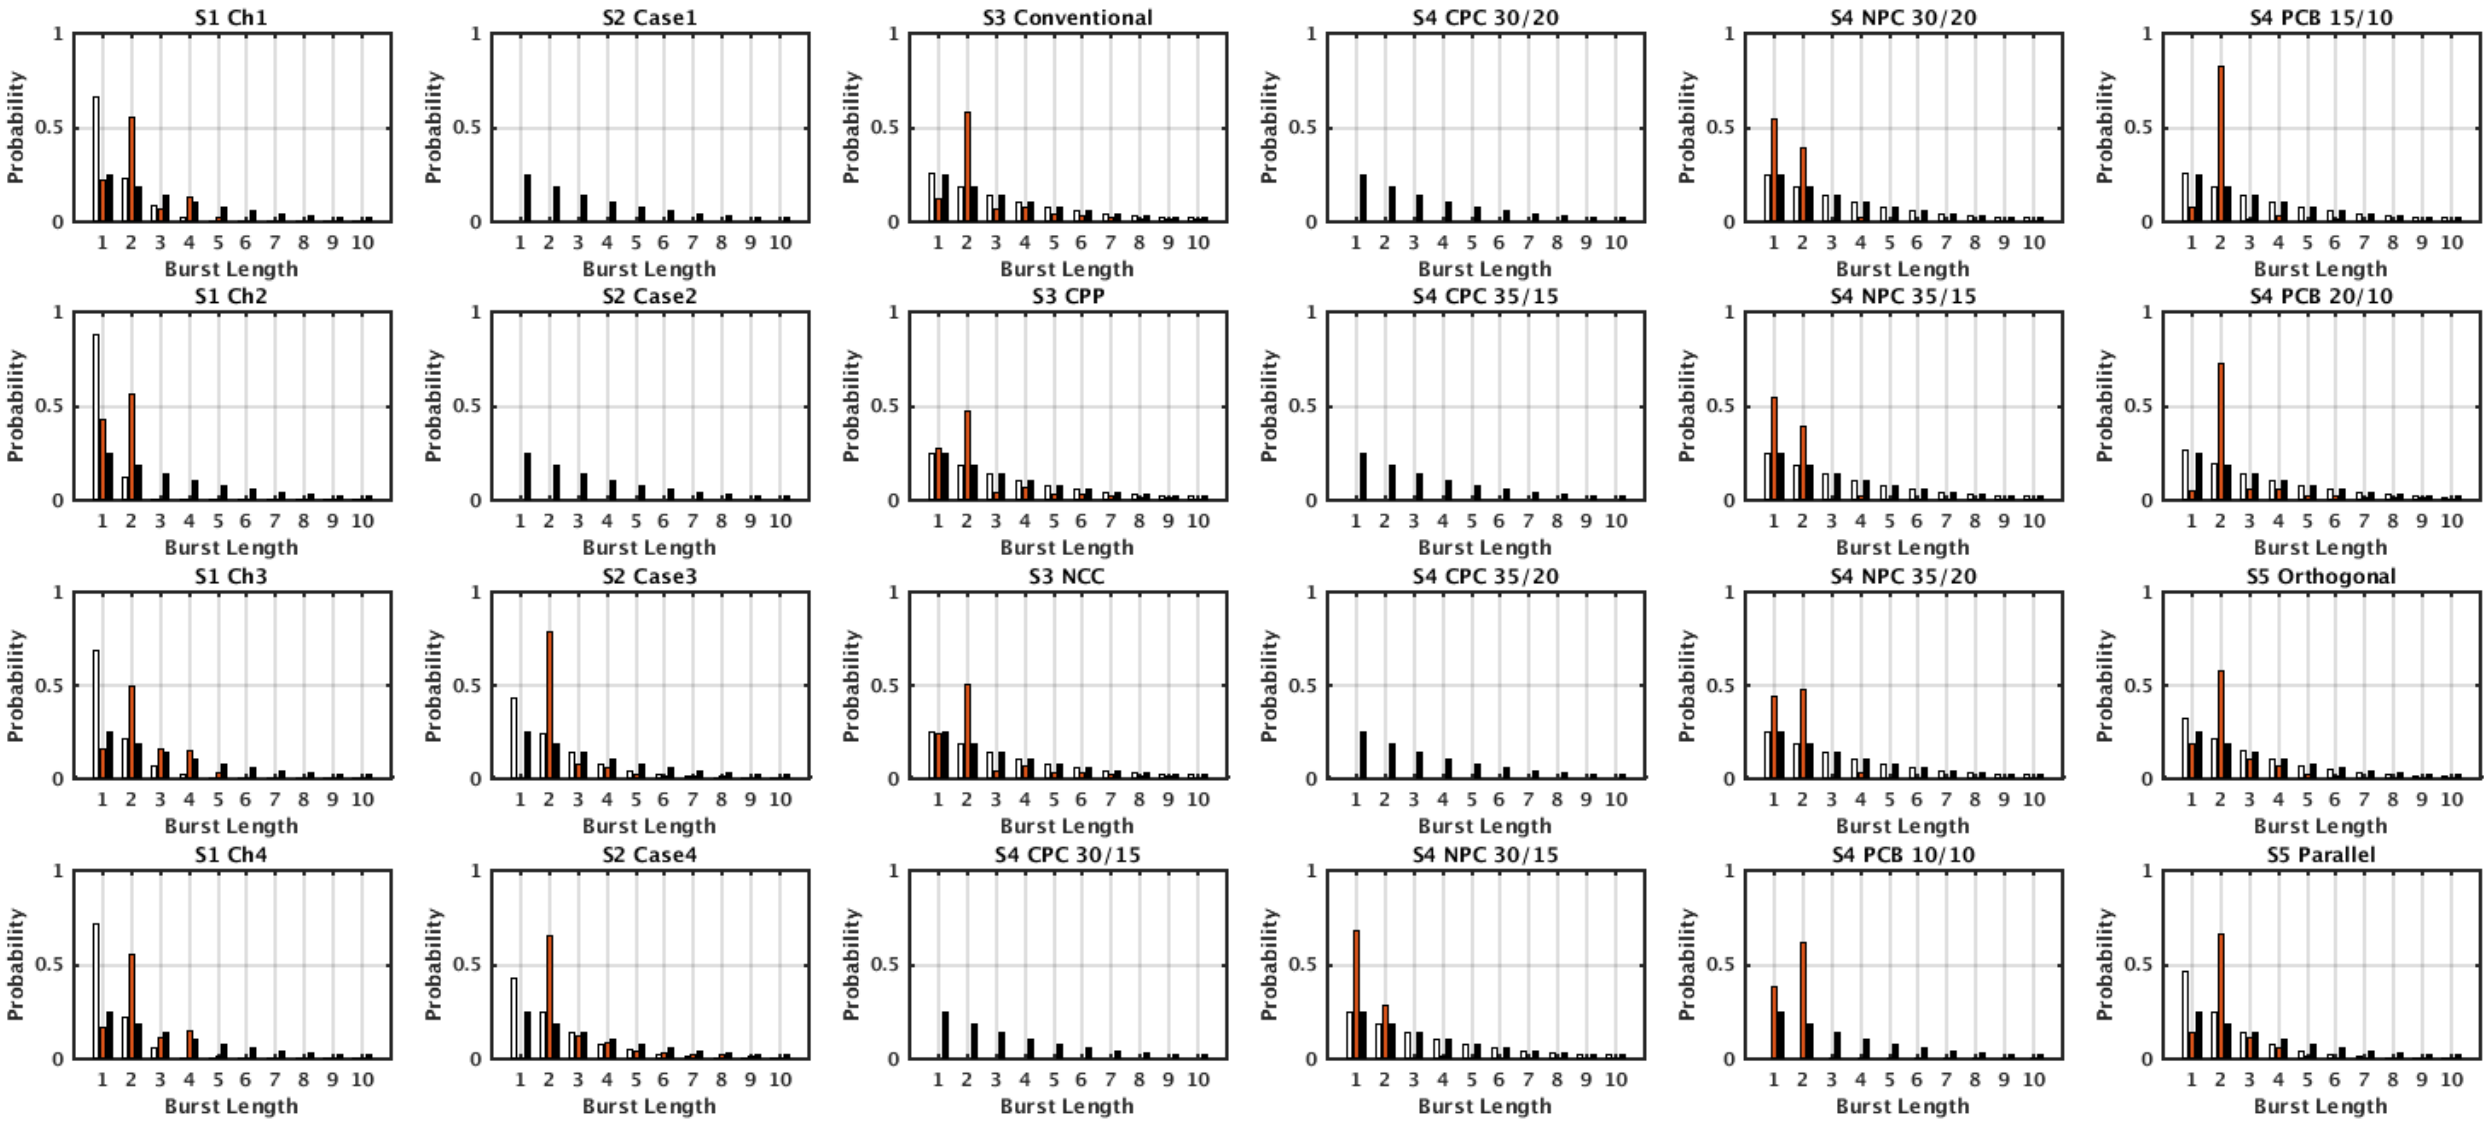 S1 Ch1
S2 Case1
S3 Conventional
S4 CPC 30/20
S4 NPC 30/20
S4 PCB 15/10
1
0.5
0
Probability
1 2 3 4 5 6 7 8 9 10
Burst Length
1
0.5
0
Probability
1 2 3 4 5 6 7 8 9 10
Burst Length
1
0.5
0
Probability
1 2 3 4 5 6 7 8 9 10
Burst Length
1
0.5
0
Probability
1 2 3 4 5 6 7 8 9 10
Burst Length
1
0.5
0
Probability
1 2 3 4 5 6 7 8 9 10
Burst Length
1
0.5
0
Probability
1 2 3 4 5 6 7 8 9 10
Burst Length
S1 Ch2
S2 Case2
S3 CPP
S4 CPC 35/15
S4 NPC 35/15
S4 PCB 20/10
1
0.5
0
Probability
1 2 3 4 5 6 7 8 9 10
Burst Length
1
0.5
0
Probability
1 2 3 4 5 6 7 8 9 10
Burst Length
1
0.5
0
Probability
1 2 3 4 5 6 7 8 9 10
Burst Length
1
0.5
0
Probability
1 2 3 4 5 6 7 8 9 10
Burst Length
1
0.5
0
Probability
1 2 3 4 5 6 7 8 9 10
Burst Length
1
0.5
0
Probability
1 2 3 4 5 6 7 8 9 10
Burst Length
S1 Ch3
S2 Case3
S3 NCC
S4 CPC 35/20
S4 NPC 35/20
S5 Orthogonal
1
0.5
0
Probability
1 2 3 4 5 6 7 8 9 10
Burst Length
1
0.5
0
Probability
1 2 3 4 5 6 7 8 9 10
Burst Length
1
0.5
0
Probability
1 2 3 4 5 6 7 8 9 10
Burst Length
1
0.5
0
Probability
1 2 3 4 5 6 7 8 9 10
Burst Length
1
0.5
0
Probability
1 2 3 4 5 6 7 8 9 10
Burst Length
1
0.5
0
Probability
1 2 3 4 5 6 7 8 9 10
Burst Length
S1 Ch4
S2 Case4
S4 CPC 30/15
S4 NPC 30/15
S4 PCB 10/10
S5 Parallel
1
0.5
0
Probability
1 2 3 4 5 6 7 8 9 10
Burst Length
1
0.5
0
Probability
1 2 3 4 5 6 7 8 9 10
Burst Length
1
0.5
0
Probability
1 2 3 4 5 6 7 8 9 10
Burst Length
1
0.5
0
Probability
1 2 3 4 5 6 7 8 9 10
Burst Length
1
0.5
0
Probability
1 2 3 4 5 6 7 8 9 10
Burst Length
1
0.5
0
Probability
1 2 3 4 5 6 7 8 9 10
Burst Length